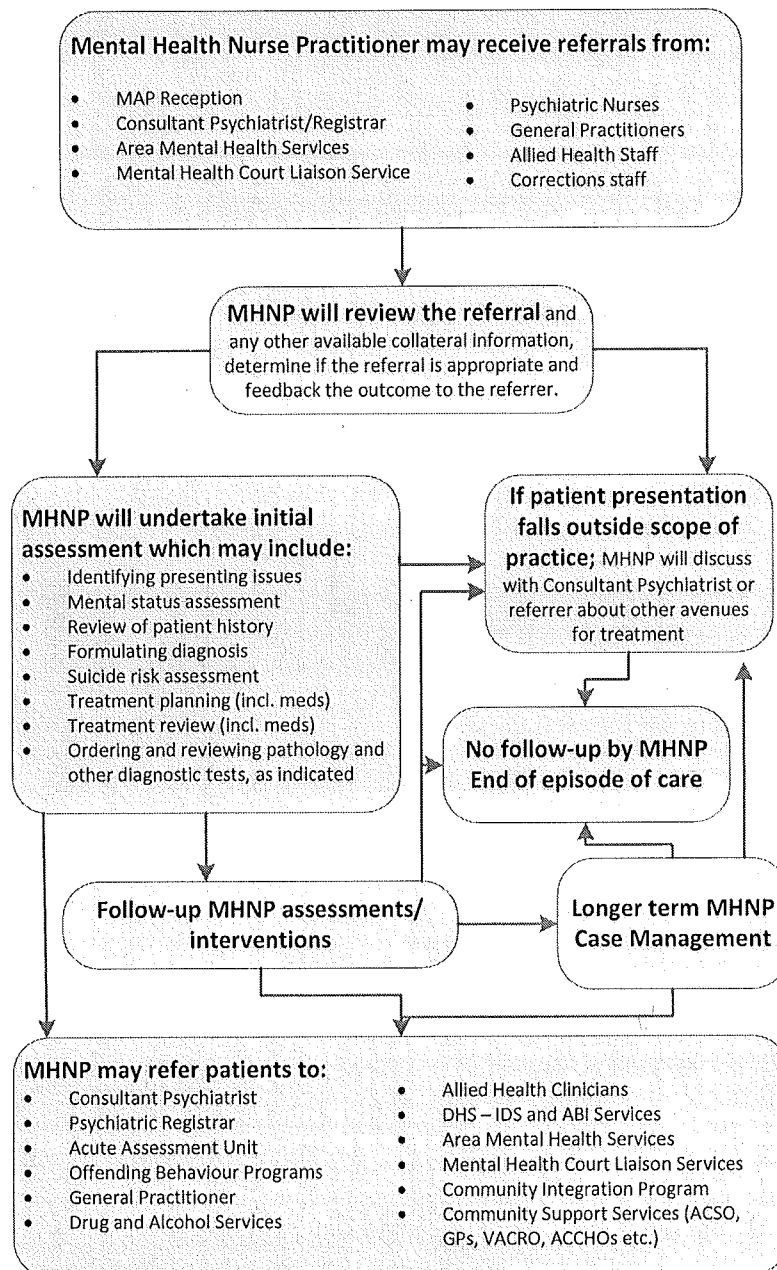 Mental Health Nurse Practitioner may receive referrals from:
• MAP Reception
• Consultant Psychiatrist/Registrar
• Area Mental Health Services
• Mental Health Court Liaison Service
• Psychiatric Nurses
• General Practitioners
• Allied Health Staff
• Corrections staff
MHNP will review the referral and
any other available collateral information,
determine if the referral is appropriate and
feedback the outcome to the referrer.
MHNP will undertake initial
assessment which may include:
• Identifying presenting issues
• Mental status assessment
• Review of patient history
• Formulating diagnosis
• Suicide risk assessment
• Treatment planning (incl. meds)
• Treatment review (incl. meds)
• Ordering and reviewing pathology and
other diagnostic tests, as indicated
If patient presentation
falls outside scope of
practice; MHNP will discuss
with Consultant Psychiatrist or
referrer about other avenues
for treatment
No follow-up by MHNP
End of episode of care
Follow-up MHNP assessments/
interventions
Longer term MHNP
Case Management
MHNP may refer patients to:
• Consultant Psychiatrist
• Psychiatric Registrar
• Acute Assessment Unit
• Offending Behaviour Programs
• General Practitioner
• Drug and Alcohol Services
• Allied Health Clinicians
• DHS – IDS and ABI Services
• Area Mental Health Services
• Mental Health Court Liaison Services
• Community Integration Program
• Community Support Services (ACSO,
GPs, VACRO, ACCHOs etc.)